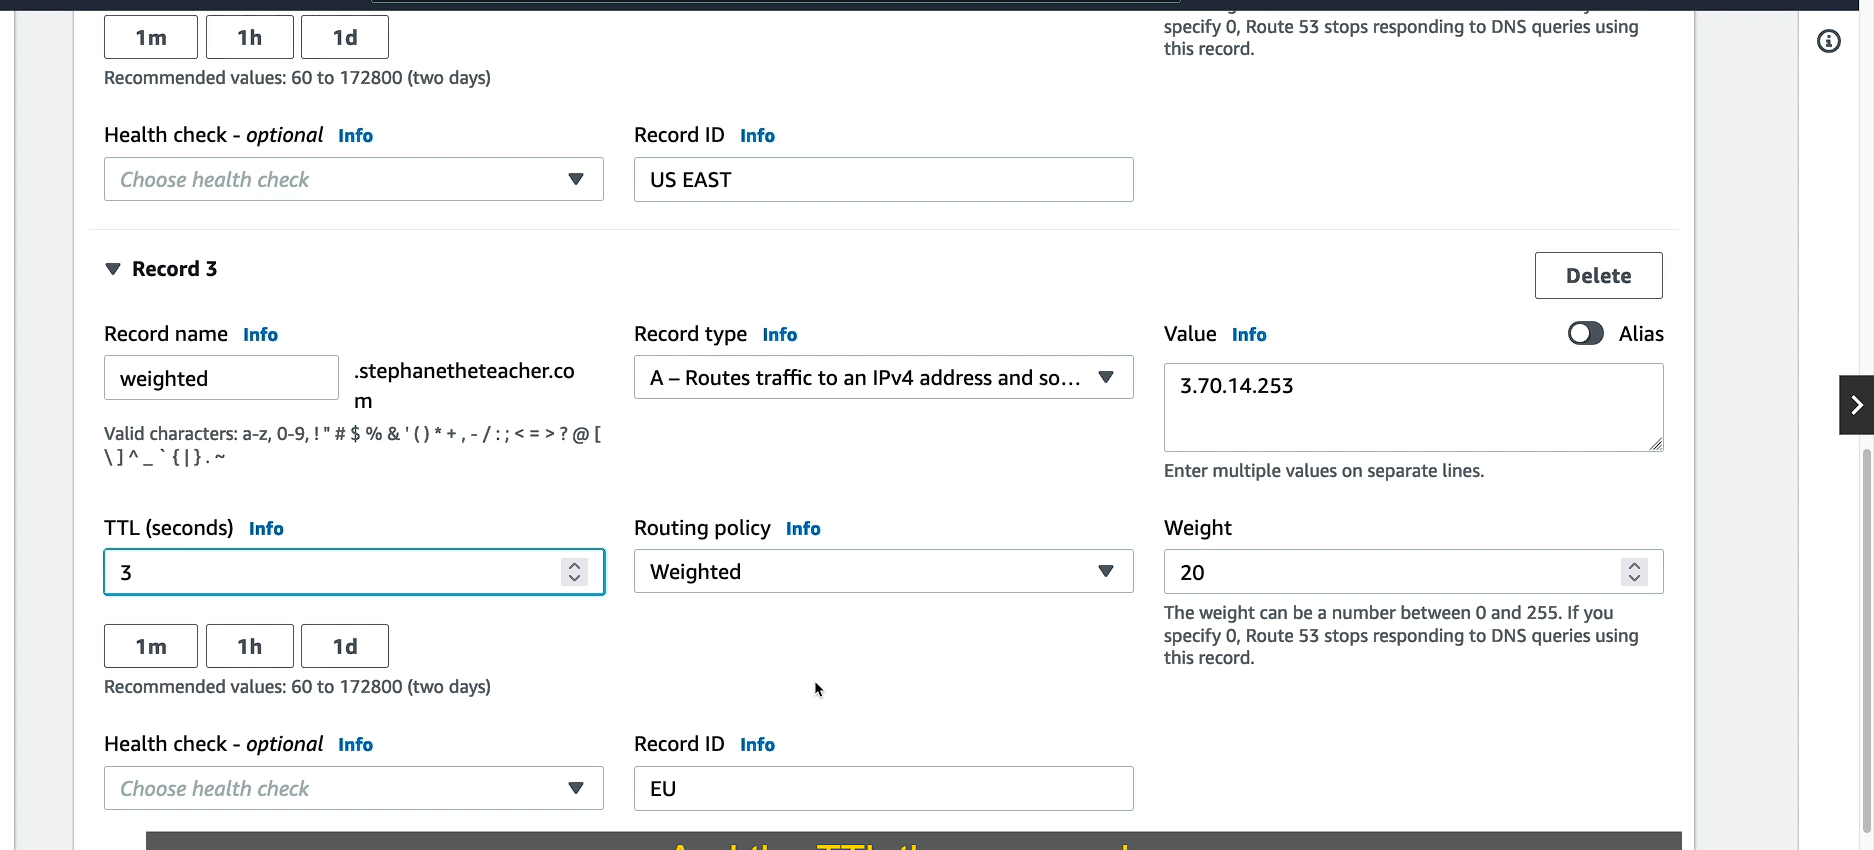 specify 0, Route 53 stops responding to DNS queries using
this record.
1m 1h 1d
Recommended values: 60 to 172800 (two days)
Health check - optional Info
Choose health check
Record ID Info
US EAST
Record 3
Delete
Record name Info
weighted
.stephanetheteacher.co
m
Valid characters: a-z, 0-9, ! " # $ % & ' ( ) * + , - / : ; < = > ? @ [
\ ] ^ _ ` { | } . ~
Record type Info
A – Routes traffic to an IPv4 address and so...
Value Info
Alias
3.70.14.253
Enter multiple values on separate lines.
TTL (seconds) Info
3
1m 1h 1d
Recommended values: 60 to 172800 (two days)
Routing policy Info
Weighted
Weight
20
The weight can be a number between 0 and 255. If you
specify 0, Route 53 stops responding to DNS queries using
this record.
Health check - optional Info
Choose health check
Record ID Info
EU